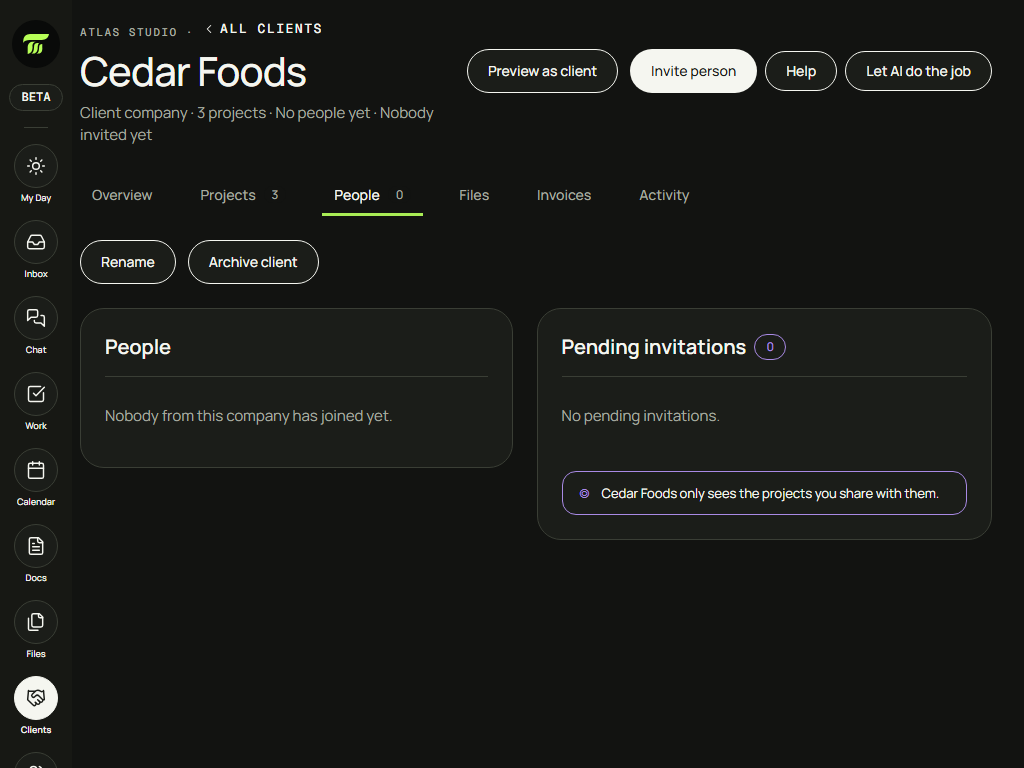 ATLAS STUDIO · ALL CLIENTS
Cedar Foods
Client company · 3 projects · No people yet · Nobody
invited yet
Preview as client
Invite person
Help
Let AI do the job
BETA
My Day
Inbox
Chat
Work
Calendar
Docs
Files
Clients
Overview
Projects 3
People 0
Files
Invoices
Activity
Rename
Archive client
People
Nobody from this company has joined yet.
Pending invitations 0
No pending invitations.
Cedar Foods only sees the projects you share with them.